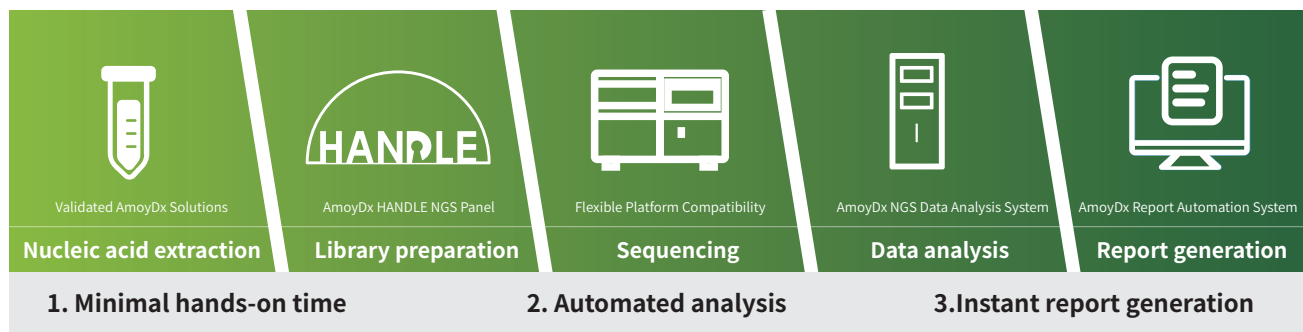 HANDLE
Validated AmoyDx Solutions
AmoyDx HANDLE NGS Panel
Flexible Platform Compatibility
AmoyDx NGS Data Analysis System
AmoyDx Report Automation System
Nucleic acid extraction
Library preparation
Sequencing
Data analysis
Report generation
1. Minimal hands-on time
2. Automated analysis
3.Instant report generation